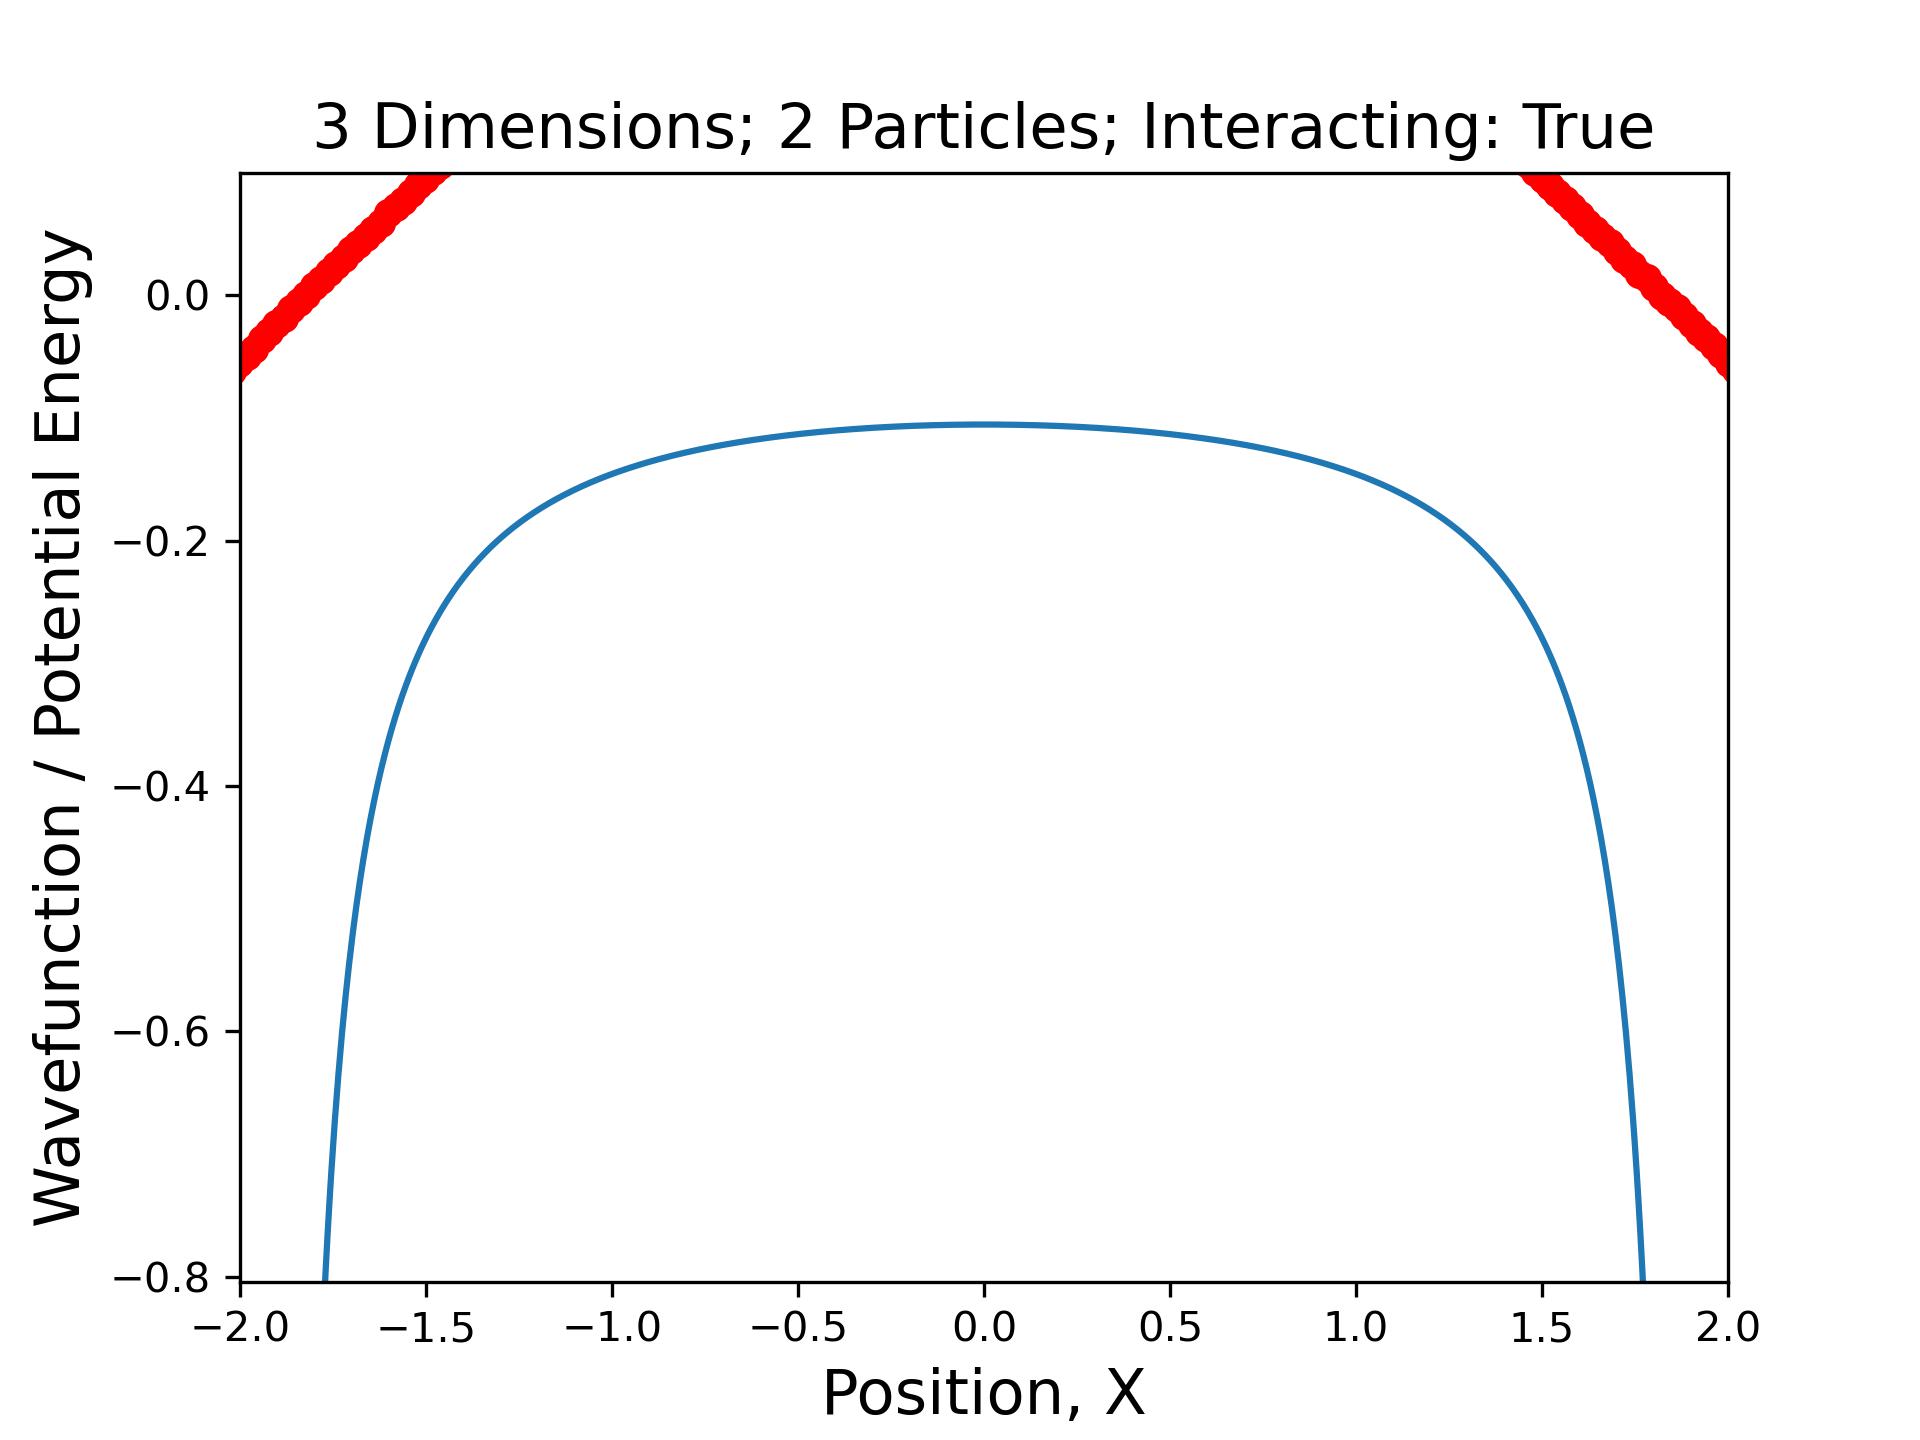 3 Dimensions; 2 Particles; Interacting: True
Wavefunction / Potential Energy
0.0
−0.2
−0.4
−0.6
−0.8
−2.0 −1.5 −1.0 −0.5 0.0 0.5 1.0 1.5 2.0
Position, X